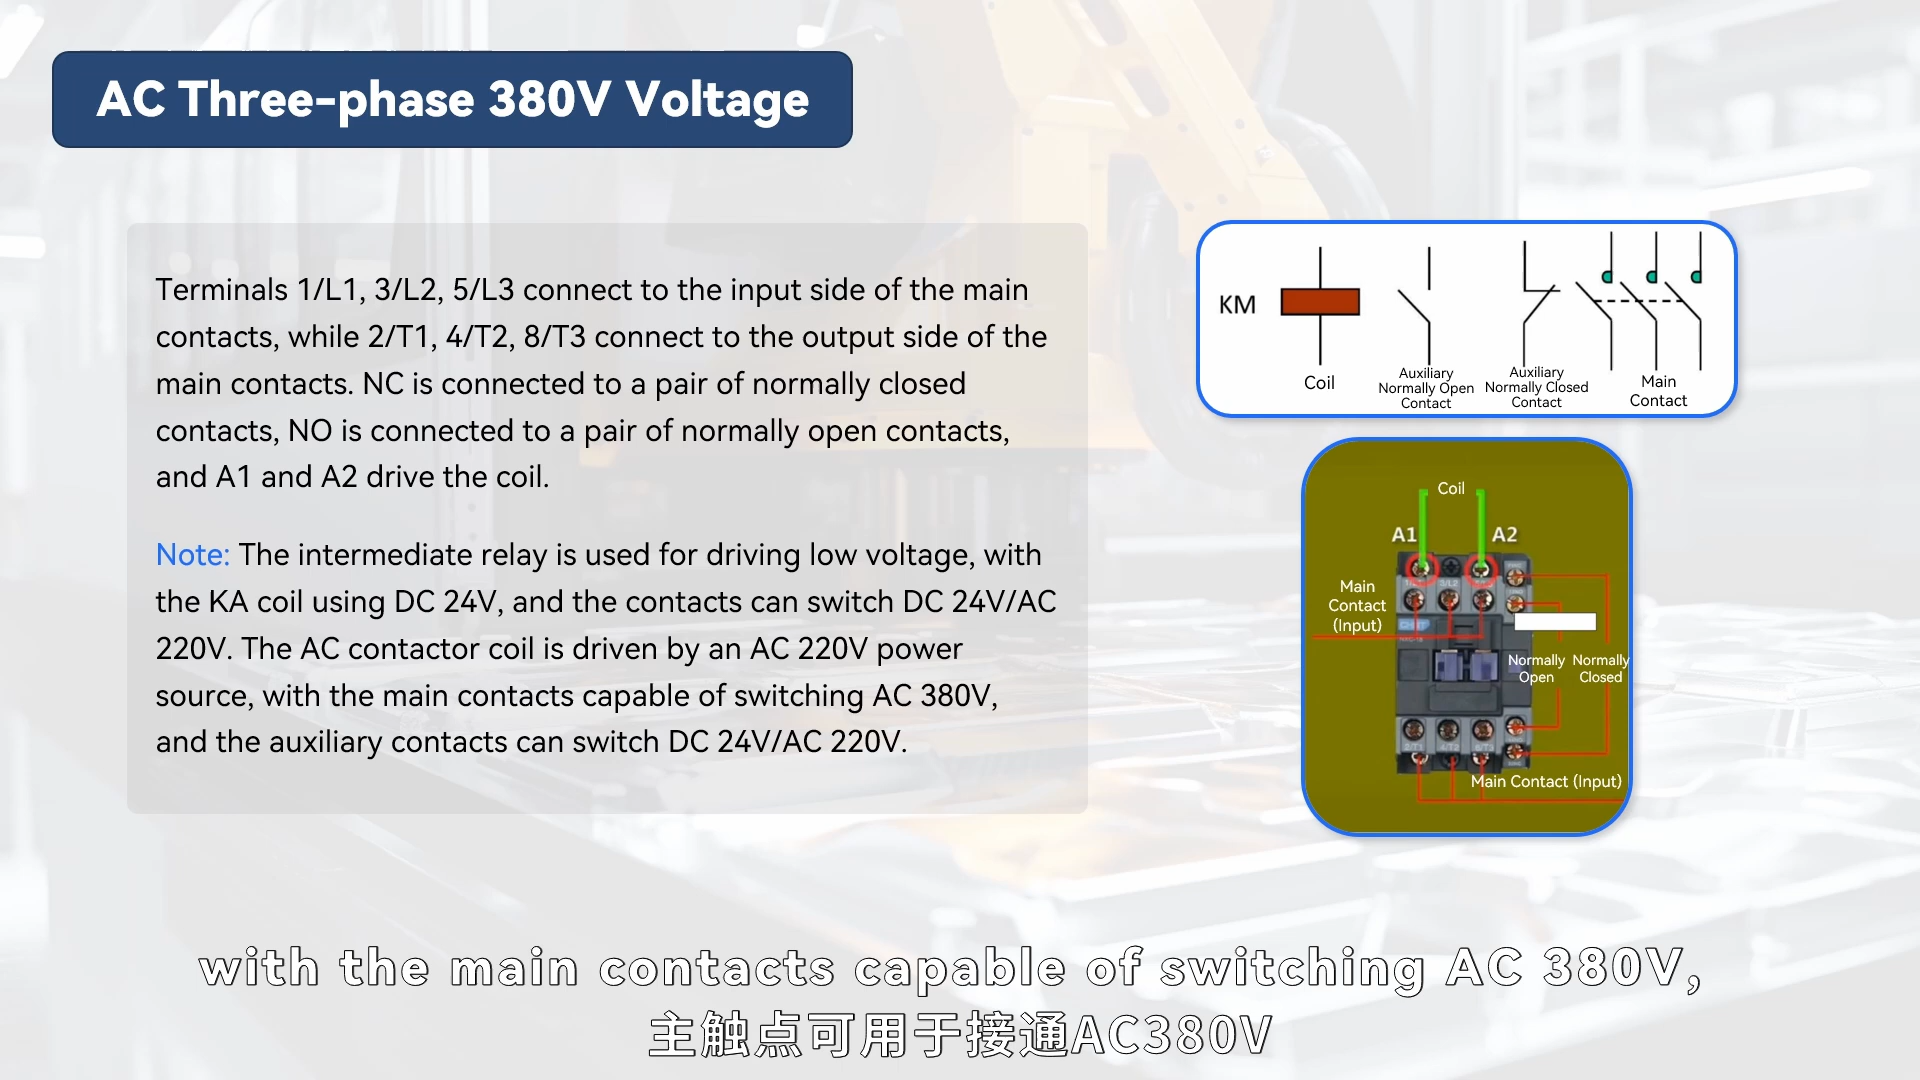 AC Three-phase 380V Voltage
Terminals 1/L1, 3/L2, 5/L3 connect to the input side of the main
contacts, while 2/T1, 4/T2, 8/T3 connect to the output side of the
main contacts. NC is connected to a pair of normally closed
contacts, NO is connected to a pair of normally open contacts,
and A1 and A2 drive the coil.
Note: The intermediate relay is used for driving low voltage, with
the KA coil using DC 24V, and the contacts can switch DC 24V/AC
220V. The AC contactor coil is driven by an AC 220V power
source, with the main contacts capable of switching AC 380V,
and the auxiliary contacts can switch DC 24V/AC 220V.
KM
Coil
Auxiliary
Normally Open
Contact
Auxiliary
Normally Closed
Contact
Main
Contact
Coil
A1
A2
Main
Contact
(Input)
Normally
Open
Normally
Closed
Main Contact (Input)
with the main contacts capable of switching AC 380V,
主触点可用于接通AC380V